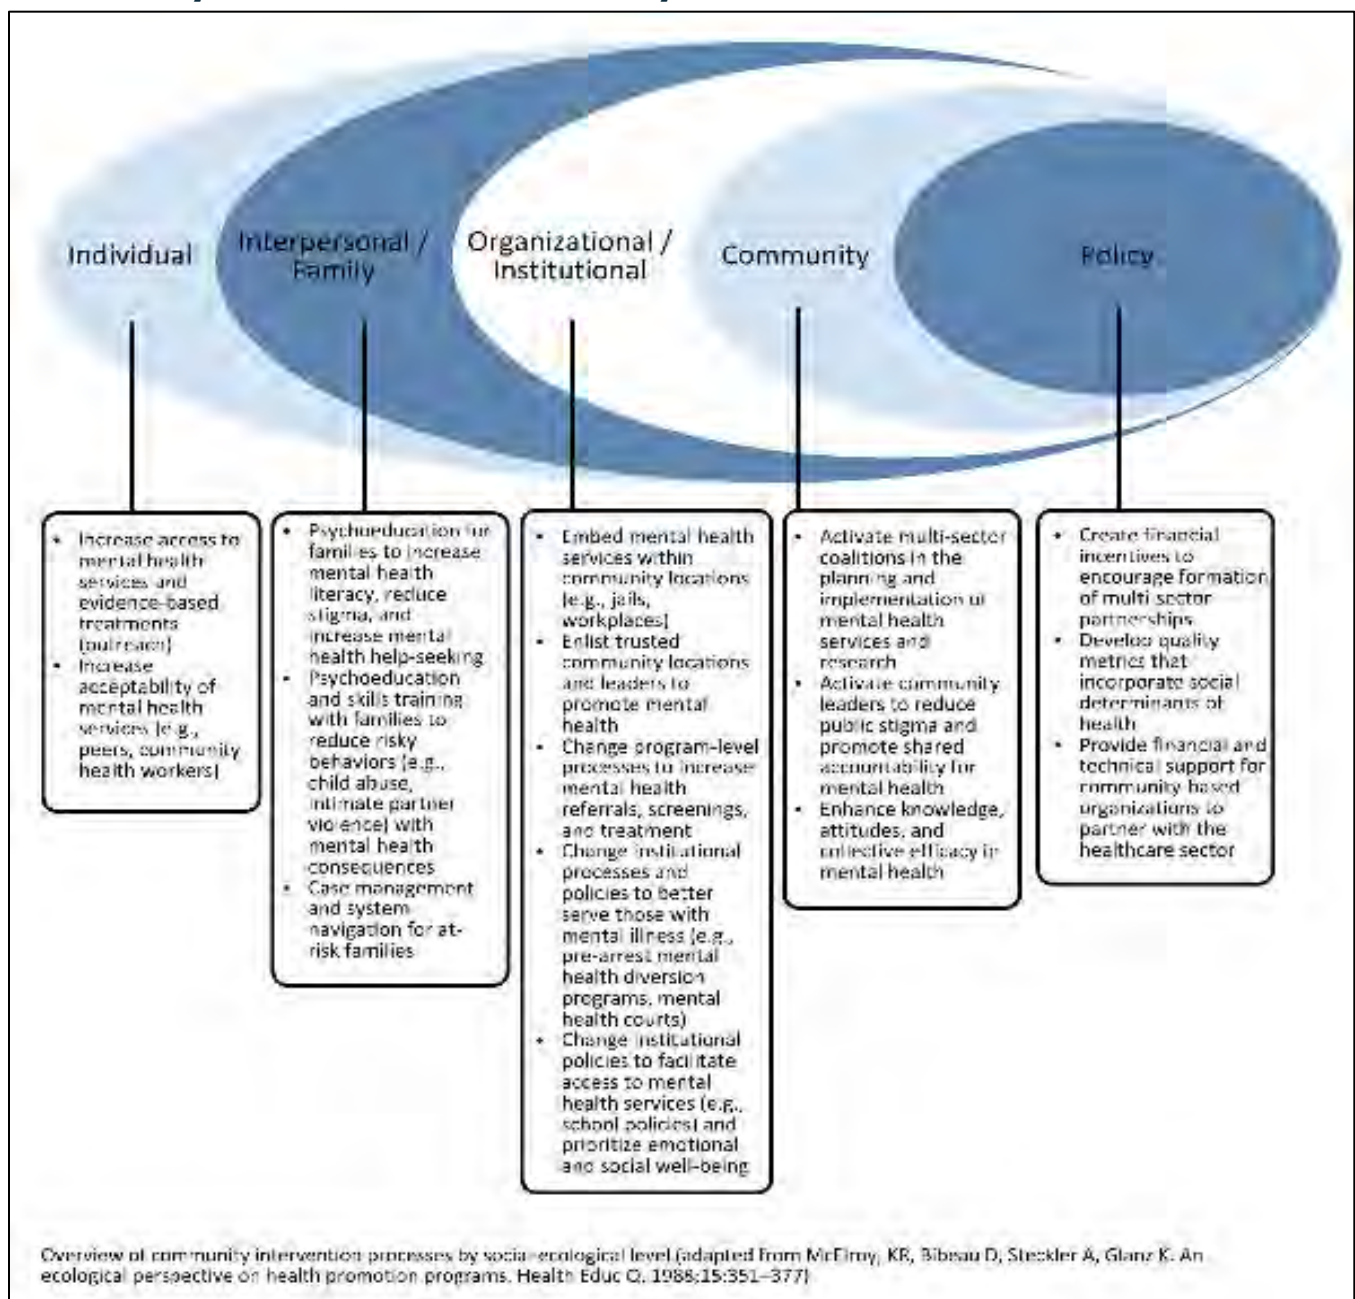 Individual
Interpersonal /
Family
Organizational /
Institutional
Community
Policy
• Increase access to
mental health
services and
evidence-based
treatments
(outreach)
• Increase
acceptability of
mental health
services (e.g.,
peers, community
health workers)
• Psychoeducation for
families to increase
mental health
literacy, reduce
stigma, and
increase mental
health help-seeking
• Psychoeducation
and skills training
with families to
reduce risky
behaviors (e.g.,
child abuse,
intimate partner
violence) with
mental health
consequences
• Case management
and system
navigation for at-
risk families
• Embed mental health
services within
community locations
(e.g., jails,
workplaces)
• Enlist trusted
community locations
and leaders to
promote mental
health
• Change program-level
processes to increase
mental health
referrals, screenings,
and treatment
• Change institutional
processes and
policies to better
serve those with
mental illness (e.g.,
pre-arrest mental
health diversion
programs, mental
health courts)
• Change institutional
policies to facilitate
access to mental
health services (e.g.,
school policies) and
prioritize emotional
and social well-being
• Activate multi-sector
coalitions in the
planning and
implementation of
mental health
services and
research
• Activate community
leaders to reduce
public stigma and
promote shared
accountability for
mental health
• Enhance knowledge,
attitudes, and
collective efficacy in
mental health
• Create financial
incentives to
encourage formation
of multi-sector
partnerships
• Develop quality
metrics that
incorporate social
determinants of
health
• Provide financial and
technical support for
community-based
organizations to
partner with the
healthcare sector
Overview of community intervention processes by social-ecological level (adapted from McElroy, KR, Bibeau D, Steckler A, Glanz K. An
ecological perspective on health promotion programs. Health Educ Q. 1988;15:351–377)